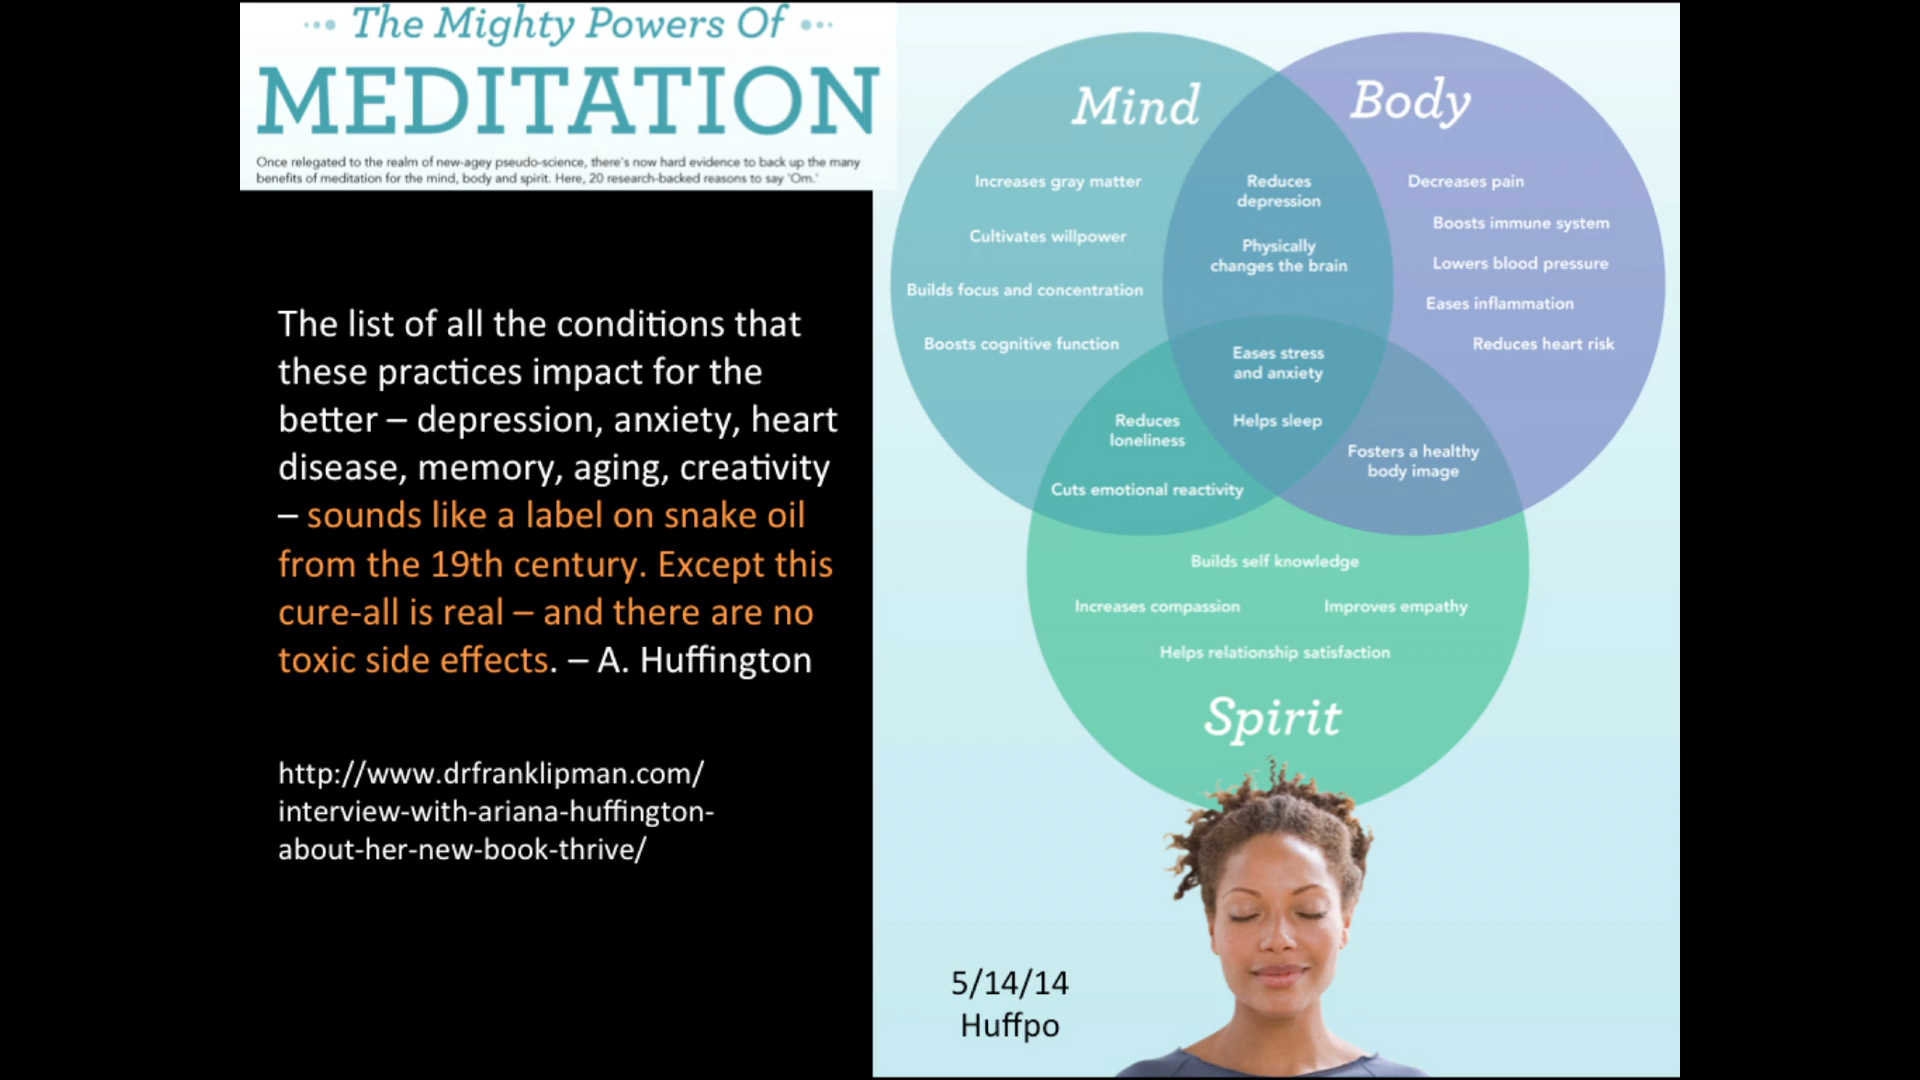 The Mighty Powers Of
MEDITATION
Once relegated to the realm of new-agey pseudo-science, there's now hard evidence to back up the many
benefits of meditation for the mind, body and spirit. Here, 20 research-backed reasons to say 'Om.'
The list of all the conditions that
these practices impact for the
better – depression, anxiety, heart
disease, memory, aging, creativity
– sounds like a label on snake oil
from the 19th century. Except this
cure-all is real – and there are no
toxic side effects. – A. Huffington
http://www.drfranklipman.com/
interview-with-ariana-huffington-
about-her-new-book-thrive/
Mind
Increases gray matter
Cultivates willpower
Builds focus and concentration
Boosts cognitive function
Reduces
depression
Physically
changes the brain
Body
Decreases pain
Boosts immune system
Lowers blood pressure
Eases inflammation
Reduces heart risk
Eases stress
and anxiety
Helps sleep
Reduces
loneliness
Cuts emotional reactivity
Fosters a healthy
body image
Builds self knowledge
Increases compassion
Improves empathy
Helps relationship satisfaction
Spirit
5/14/14
Huffpo